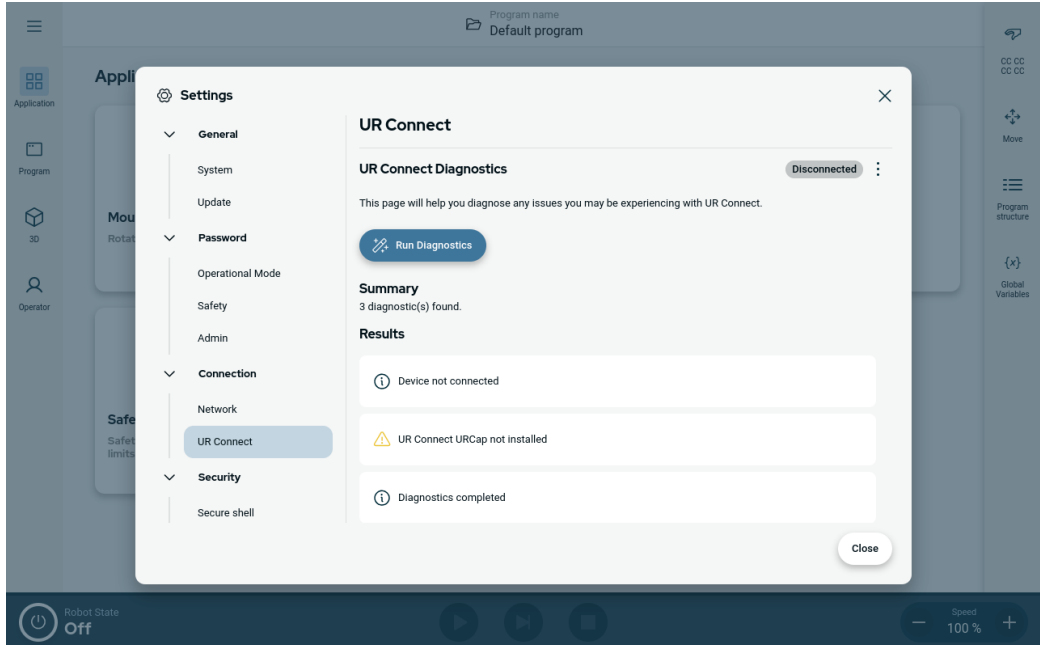 Program name
Default program
Application
Program
3D
Operator
Appli
Mou
Rotat
Safe
Safet
limits
Settings
General
System
Update
Password
Operational Mode
Safety
Admin
Connection
Network
UR Connect
Security
Secure shell
UR Connect
UR Connect Diagnostics
Disconnected
This page will help you diagnose any issues you may be experiencing with UR Connect.
Run Diagnostics
Summary
3 diagnostic(s) found.
Results
Device not connected
UR Connect URCap not installed
Diagnostics completed
Close
CC CC
CC CC
Move
Program
structure
{x}
Global
Variables
Robot State
Off
Speed
100 %